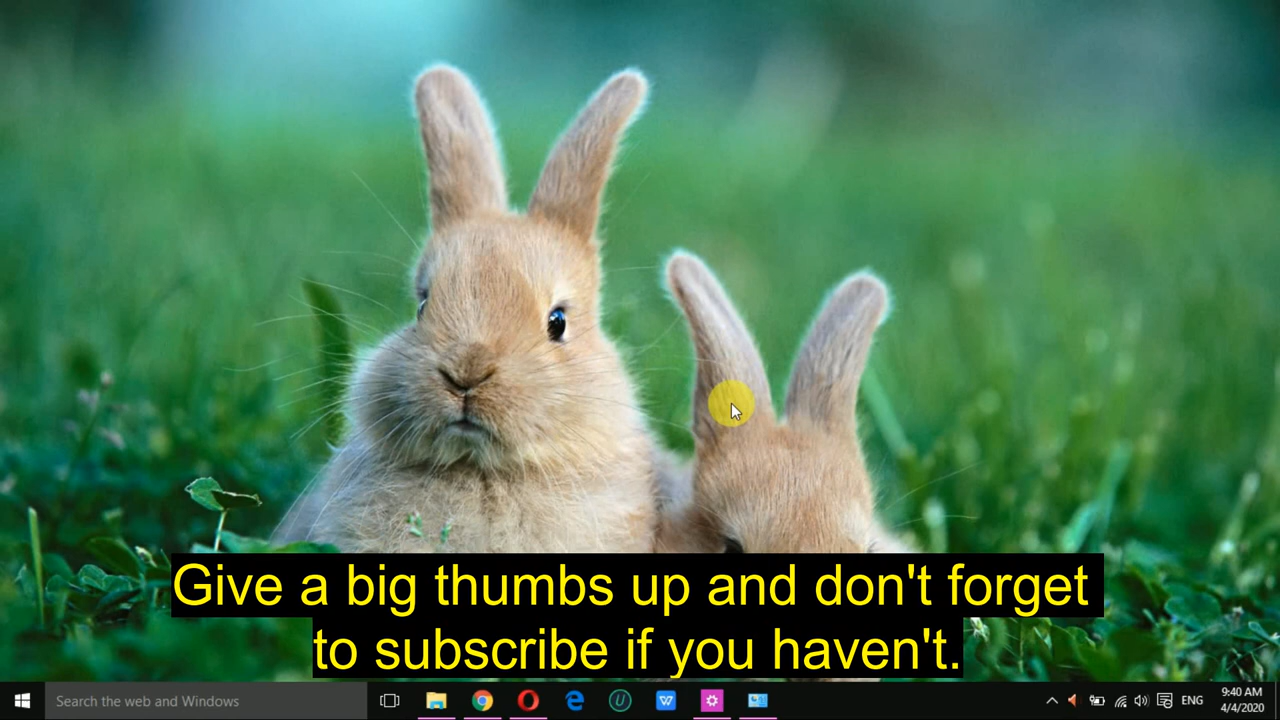 Give a big thumbs up and don't forget
to subscribe if you haven't.
Search the web and Windows
ENG
9:40 AM
4/4/2020